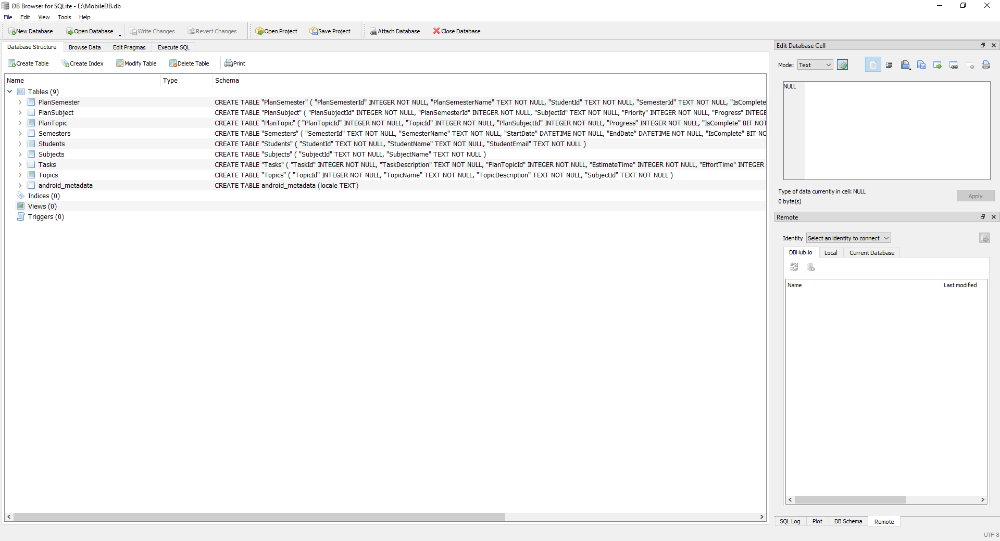 DB Browser for SQLite - E:\MobileDB.db
File Edit View Tools Help
New Database Open Database Write Changes Revert Changes Open Project Save Project Attach Database Close Database
Database Structure Browse Data Edit Pragmas Execute SQL
Create Table Create Index Modify Table Delete Table Print
Name Type Schema
Tables (9)
PlanSemester CREATE TABLE "PlanSemester" ( "PlanSemesterId" INTEGER NOT NULL, "PlanSemesterName" TEXT NOT NULL, "StudentId" TEXT NOT NULL, "SemesterId" TEXT NOT NULL, "IsComplete
PlanSubject CREATE TABLE "PlanSubject" ( "PlanSubjectId" INTEGER NOT NULL, "PlanSemesterId" INTEGER NOT NULL, "SubjectId" TEXT NOT NULL, "Priority" INTEGER NOT NULL, "Progress" INTEGE
PlanTopic CREATE TABLE "PlanTopic" ( "PlanTopicId" INTEGER NOT NULL, "TopicId" INTEGER NOT NULL, "PlanSubjectId" INTEGER NOT NULL, "Progress" INTEGER NOT NULL, "IsComplete" BIT NOT
Semesters CREATE TABLE "Semesters" ( "SemesterId" TEXT NOT NULL, "SemesterName" TEXT NOT NULL, "StartDate" DATETIME NOT NULL, "EndDate" DATETIME NOT NULL, "IsComplete" BIT NO
Students CREATE TABLE "Students" ( "StudentId" TEXT NOT NULL, "StudentName" TEXT NOT NULL, "StudentEmail" TEXT NOT NULL )
Subjects CREATE TABLE "Subjects" ( "SubjectId" TEXT NOT NULL, "SubjectName" TEXT NOT NULL )
Tasks CREATE TABLE "Tasks" ( "TaskId" INTEGER NOT NULL, "TaskDescription" TEXT NOT NULL, "PlanTopicId" INTEGER NOT NULL, "EstimateTime" INTEGER NOT NULL, "EffortTime" INTEGER
Topics CREATE TABLE "Topics" ( "TopicId" INTEGER NOT NULL, "TopicName" TEXT NOT NULL, "TopicDescription" TEXT NOT NULL, "SubjectId" TEXT NOT NULL )
android_metadata CREATE TABLE android_metadata (locale TEXT)
Indices (0)
Views (0)
Triggers (0)
Edit Database Cell
Mode: Text
NULL
Type of data currently in cell: NULL
0 byte(s)
Apply
Remote
Identity Select an identity to connect
DBHub.io Local Current Database
Name Last modified
SQL Log Plot DB Schema Remote
UTF-8